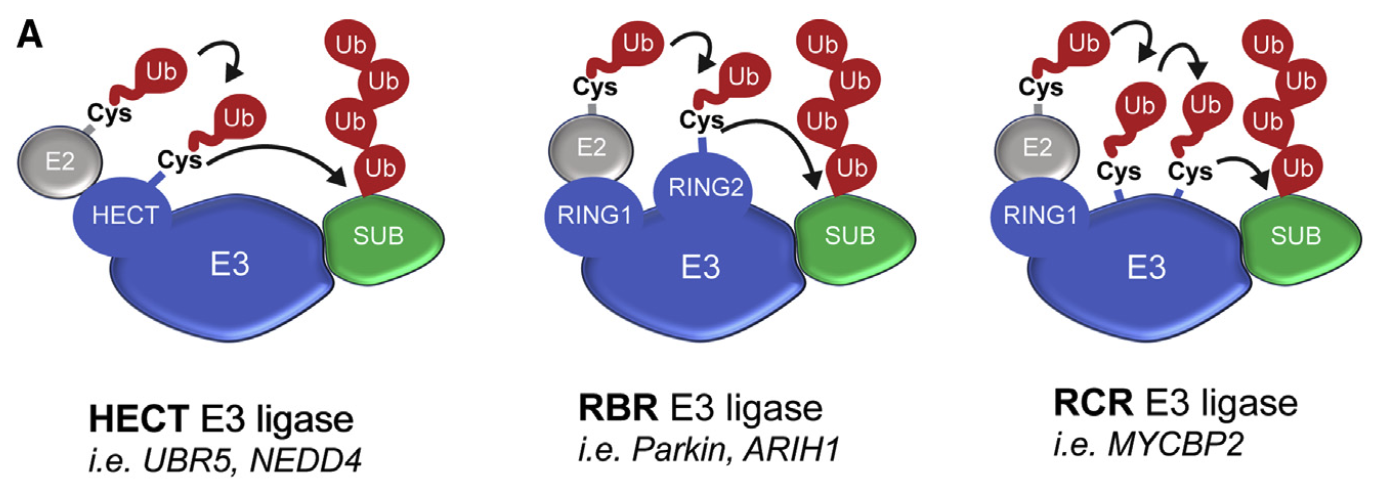 A
Ub
Ub
Ub
Ub
Ub
Ub
Cys
Cys
E2
HECT
E3
SUB
HECT E3 ligase
i.e. UBR5, NEDD4
Ub
Ub
Ub
Ub
Ub
Ub
Cys
Cys
E2
RING1
RING2
E3
SUB
RBR E3 ligase
i.e. Parkin, ARIH1
Ub
Ub
Ub
Ub
Ub
Ub
Ub
Cys
Cys
Cys
E2
RING1
E3
SUB
RCR E3 ligase
i.e. MYCBP2